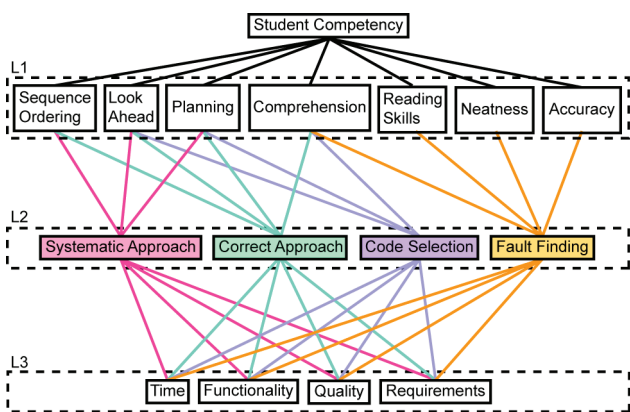 Student Competency
L1
Sequence
Ordering
Look
Ahead
Planning
Comprehension
Reading
Skills
Neatness
Accuracy
L2
Systematic Approach
Correct Approach
Code Selection
Fault Finding
L3
Time
Functionality
Quality
Requirements